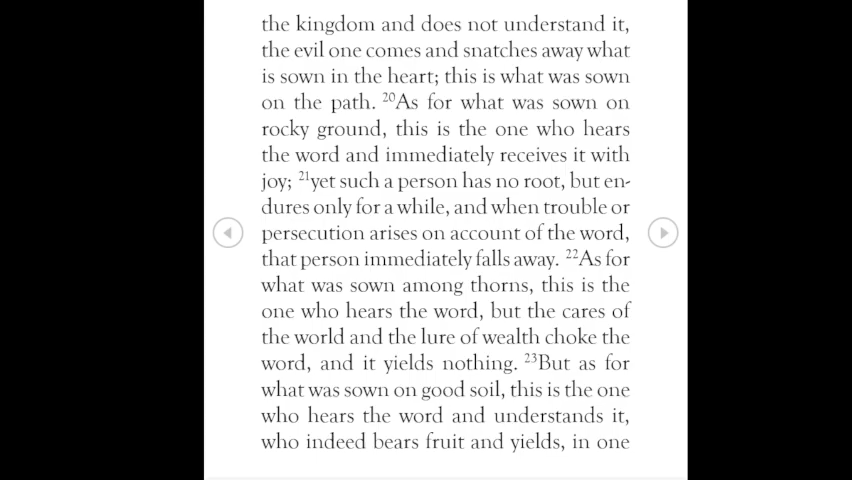 the kingdom and does not understand it,
the evil one comes and snatches away what
is sown in the heart; this is what was sown
on the path. ²⁰As for what was sown on
rocky ground, this is the one who hears
the word and immediately receives it with
joy; ²¹yet such a person has no root, but en-
dures only for a while, and when trouble or
persecution arises on account of the word,
that person immediately falls away. ²²As for
what was sown among thorns, this is the
one who hears the word, but the cares of
the world and the lure of wealth choke the
word, and it yields nothing. ²³But as for
what was sown on good soil, this is the one
who hears the word and understands it,
who indeed bears fruit and yields, in one